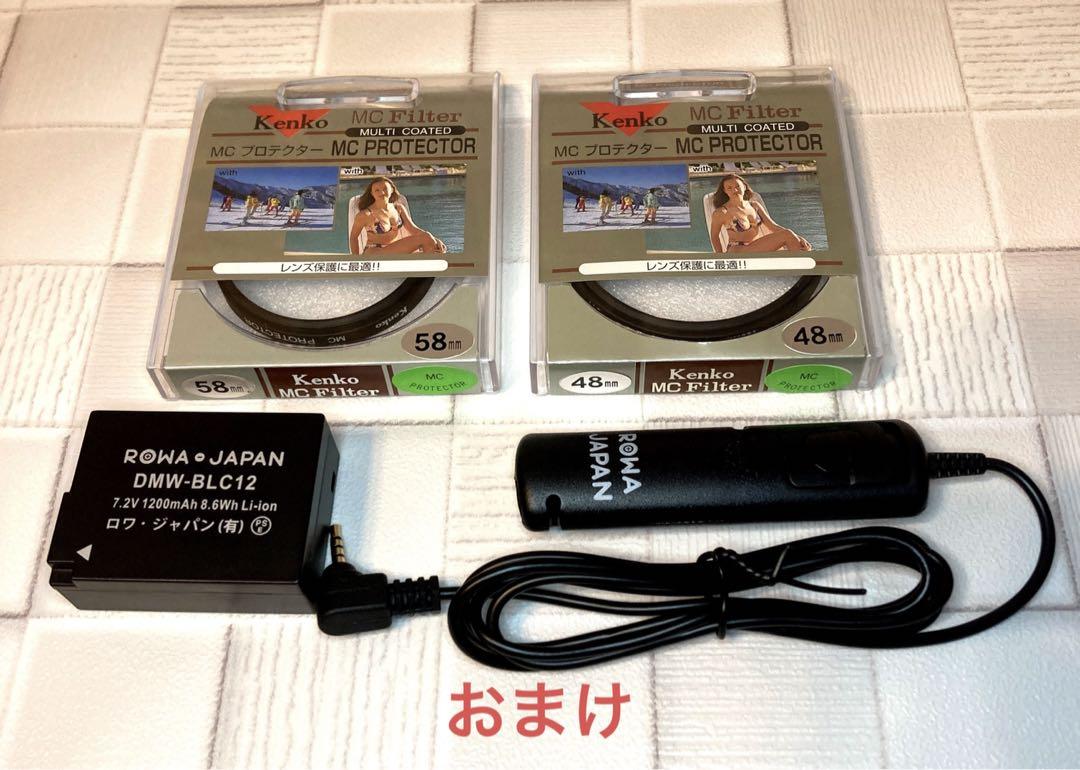 Kenko
MC Filter
MULTI COATED
MC プロテクター MC PROTECTOR
with
with
レンズ保護に最適!!
Kenko
MC PROTECTOR
58mm
58mm
Kenko
MC Filter
MC
PROTECTOR
Kenko
MC Filter
MULTI COATED
MC プロテクター MC PROTECTOR
with
with
レンズ保護に最適!!
48mm
48mm
Kenko
MC Filter
MC
PROTECTOR
ROWA JAPAN
DMW-BLC12
7.2V 1200mAh 8.6Wh Li-ion
ロワ・ジャパン(有) PSE
ROWA
JAPAN
おまけ